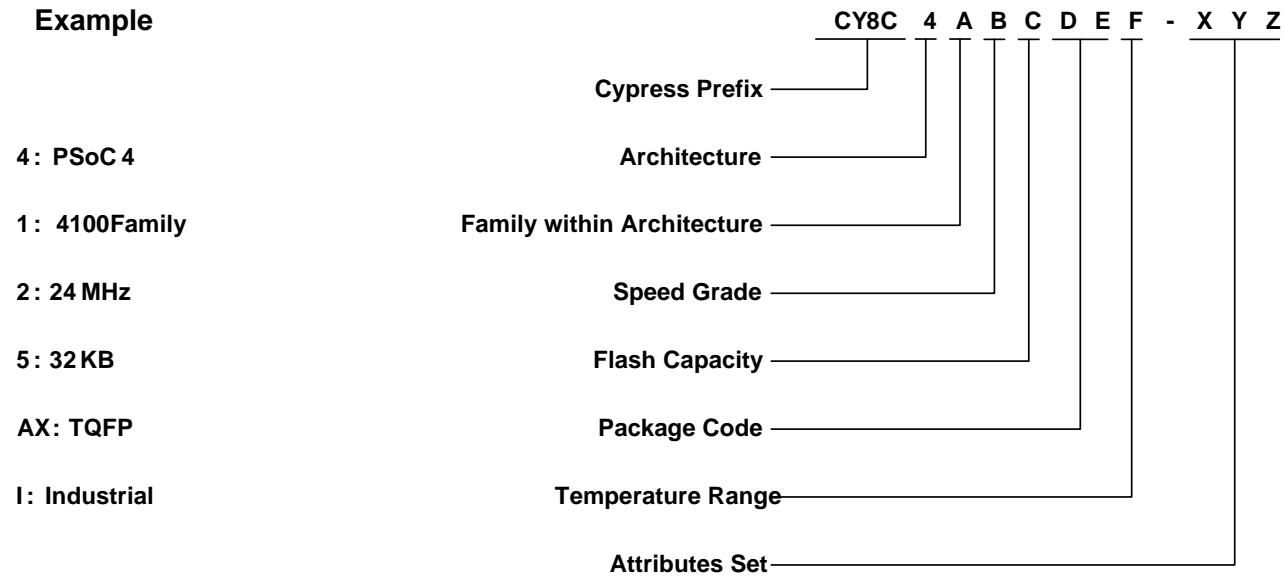 Example CY8C 4 A B C D E F - X Y Z
Cypress Prefix
4: PSoC 4 Architecture
1: 4100Family Family within Architecture
2: 24 MHz Speed Grade
5: 32 KB Flash Capacity
AX: TQFP Package Code
I: Industrial Temperature Range
Attributes Set